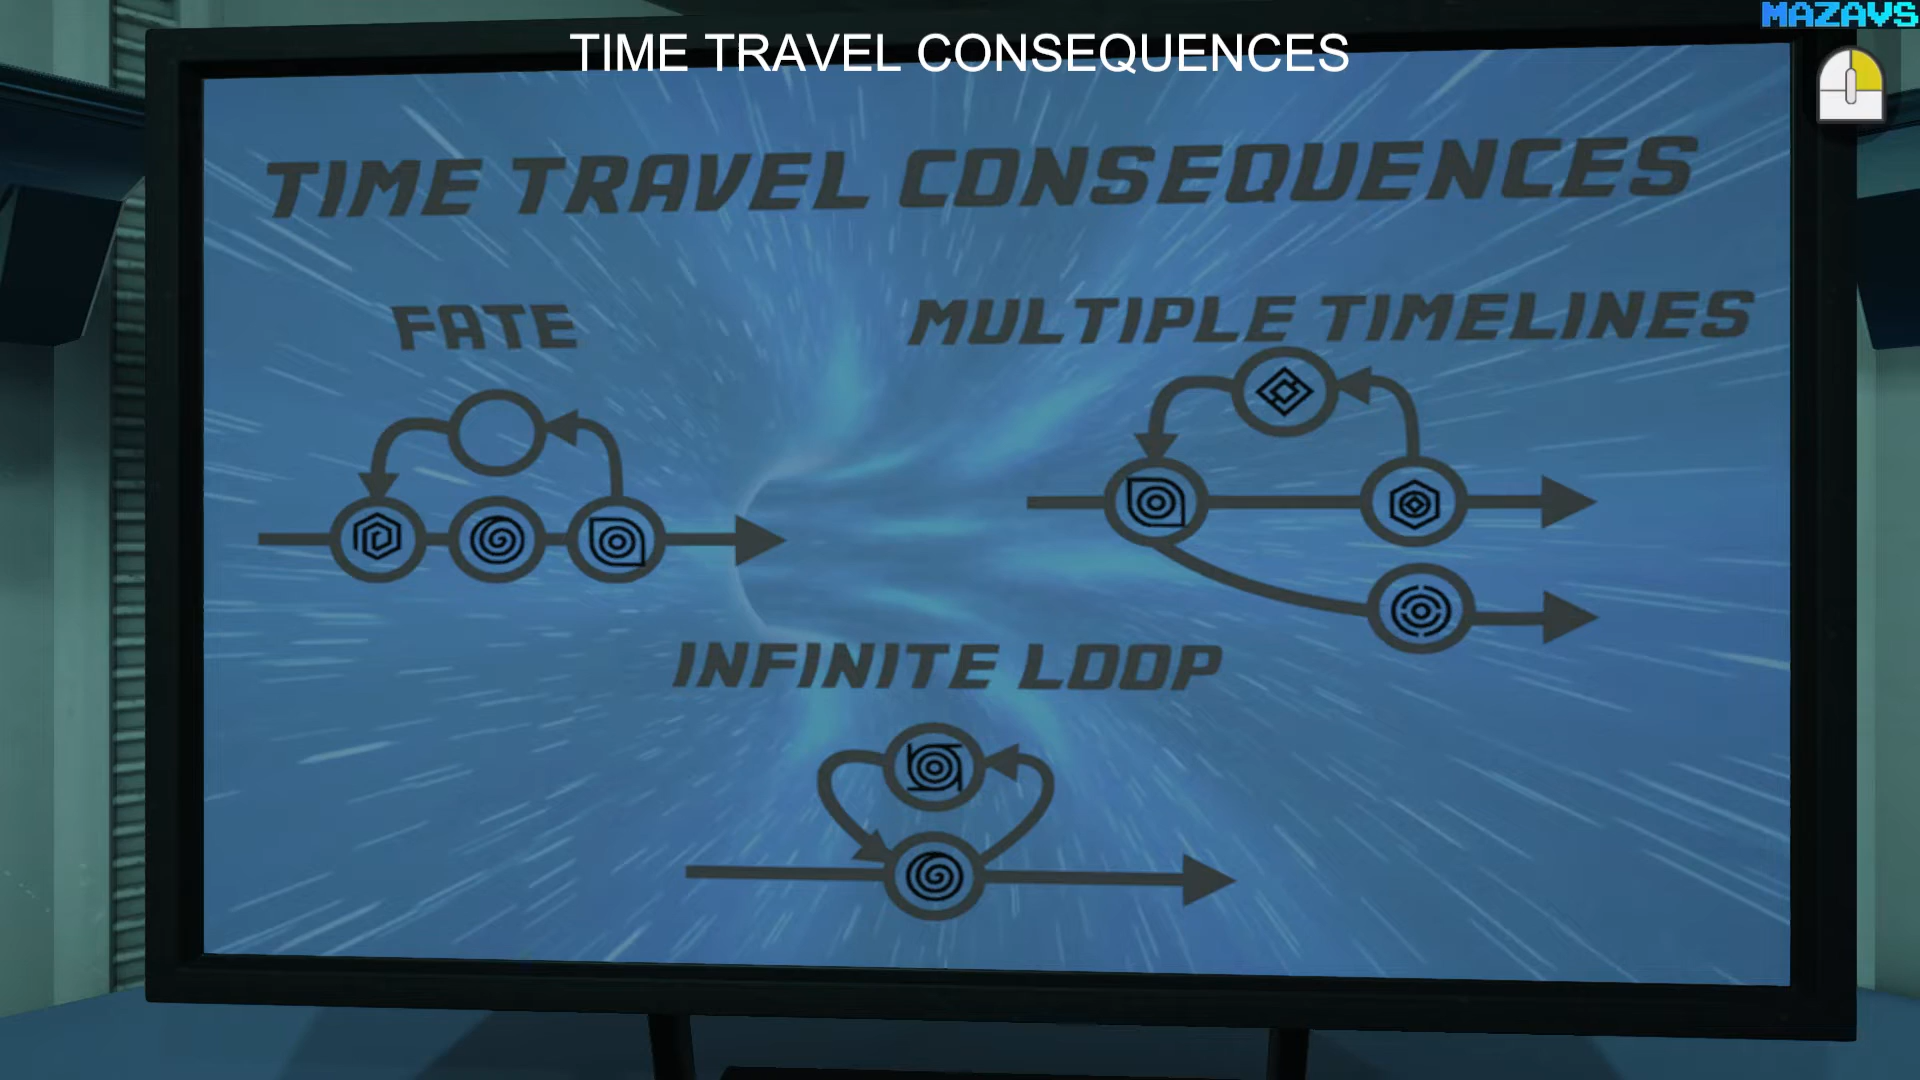 MAZAVS
TIME TRAVEL CONSEQUENCES
TIME TRAVEL CONSEQUENCES
FATE
MULTIPLE TIMELINES
INFINITE LOOP